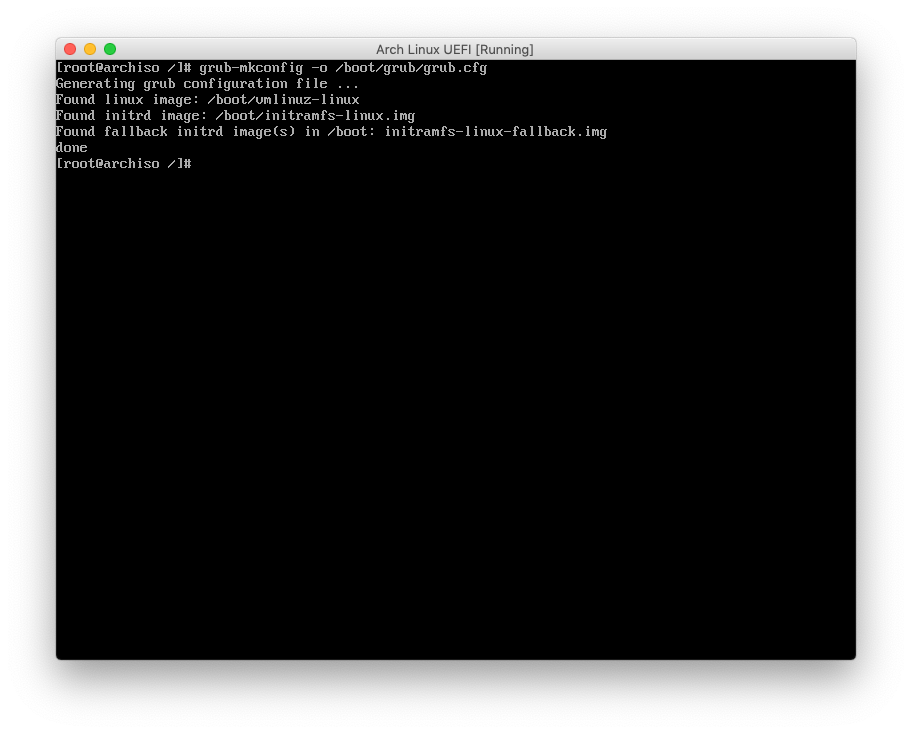 Arch Linux UEFI [Running]
[root@archiso /]# grub-mkconfig -o /boot/grub/grub.cfg
Generating grub configuration file ...
Found linux image: /boot/vmlinuz-linux
Found initrd image: /boot/initramfs-linux.img
Found fallback initrd image(s) in /boot: initramfs-linux-fallback.img
done
[root@archiso /]#